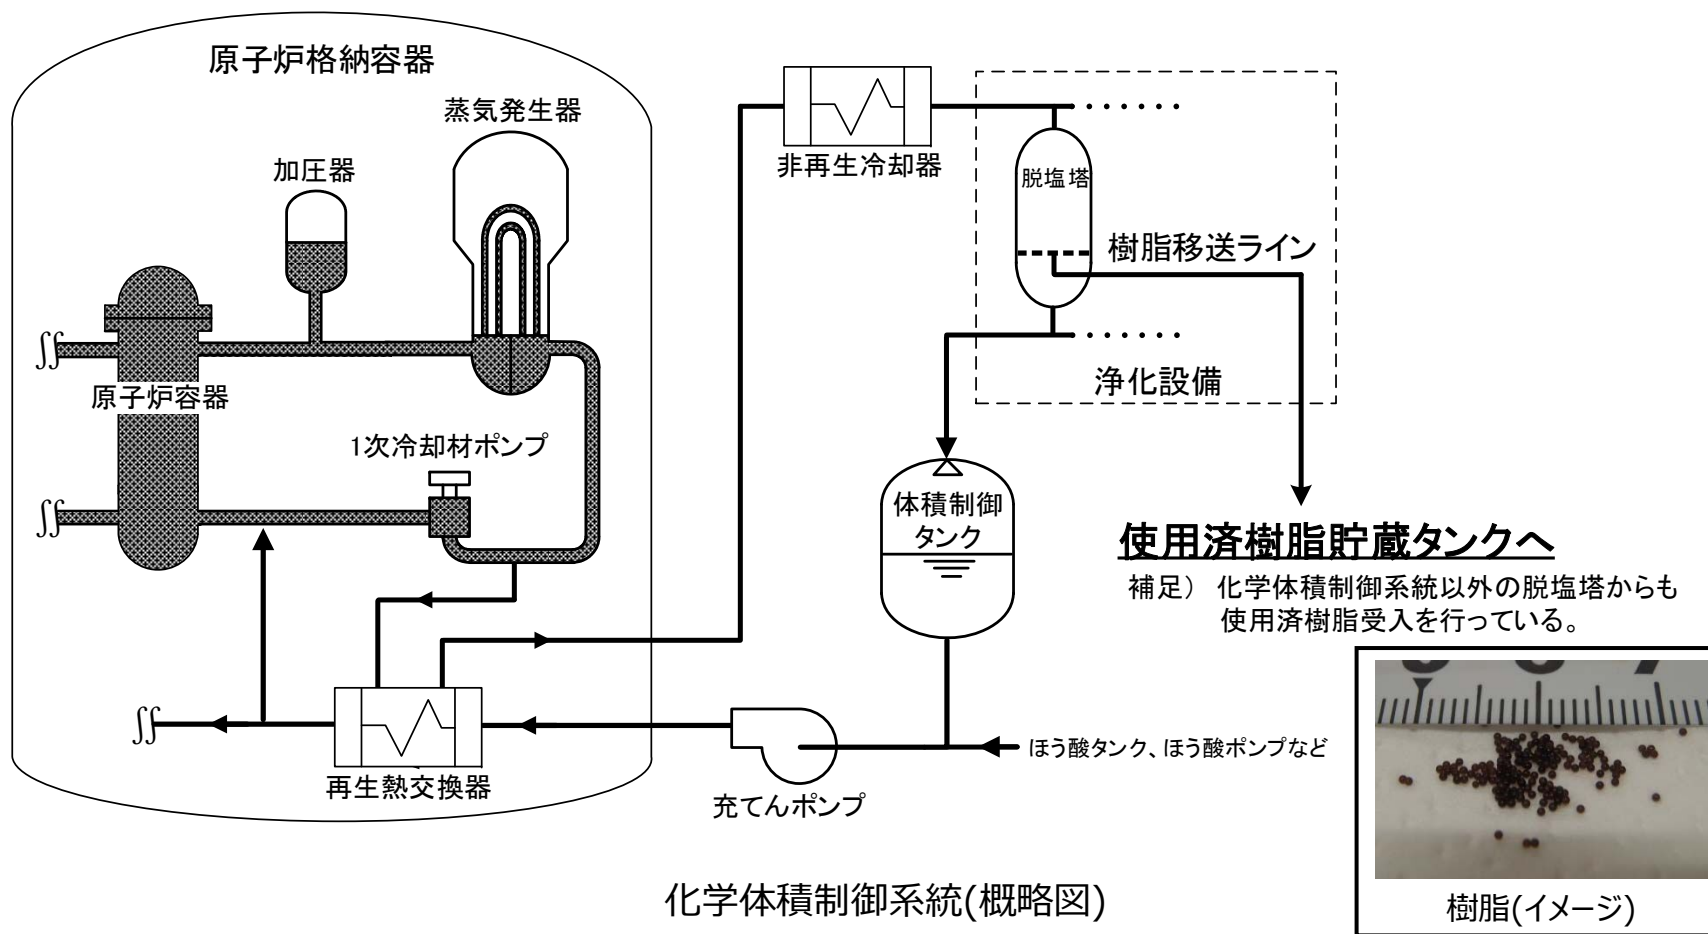 原子炉格納容器
蒸気発生器
加圧器
原子炉容器
1次冷却材ポンプ
再生熱交換器
非再生冷却器
脱塩塔
樹脂移送ライン
浄化設備
体積制御
タンク
使用済樹脂貯蔵タンクへ
補足） 化学体積制御系統以外の脱塩塔からも
使用済樹脂受入を行っている。
ほう酸タンク、ほう酸ポンプなど
充てんポンプ
樹脂(イメージ)
化学体積制御系統(概略図)